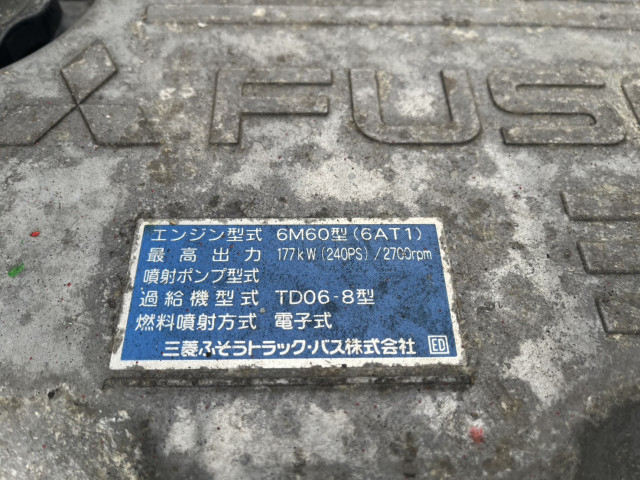 FUSO
エンジン型式 6M60型(6AT1)
最高出力 177kW(240PS)/2700rpm
噴射ポンプ型式
過給機型式 TD06-8型
燃料噴射方式 電子式
三菱ふそうトラック・バス株式会社 ED